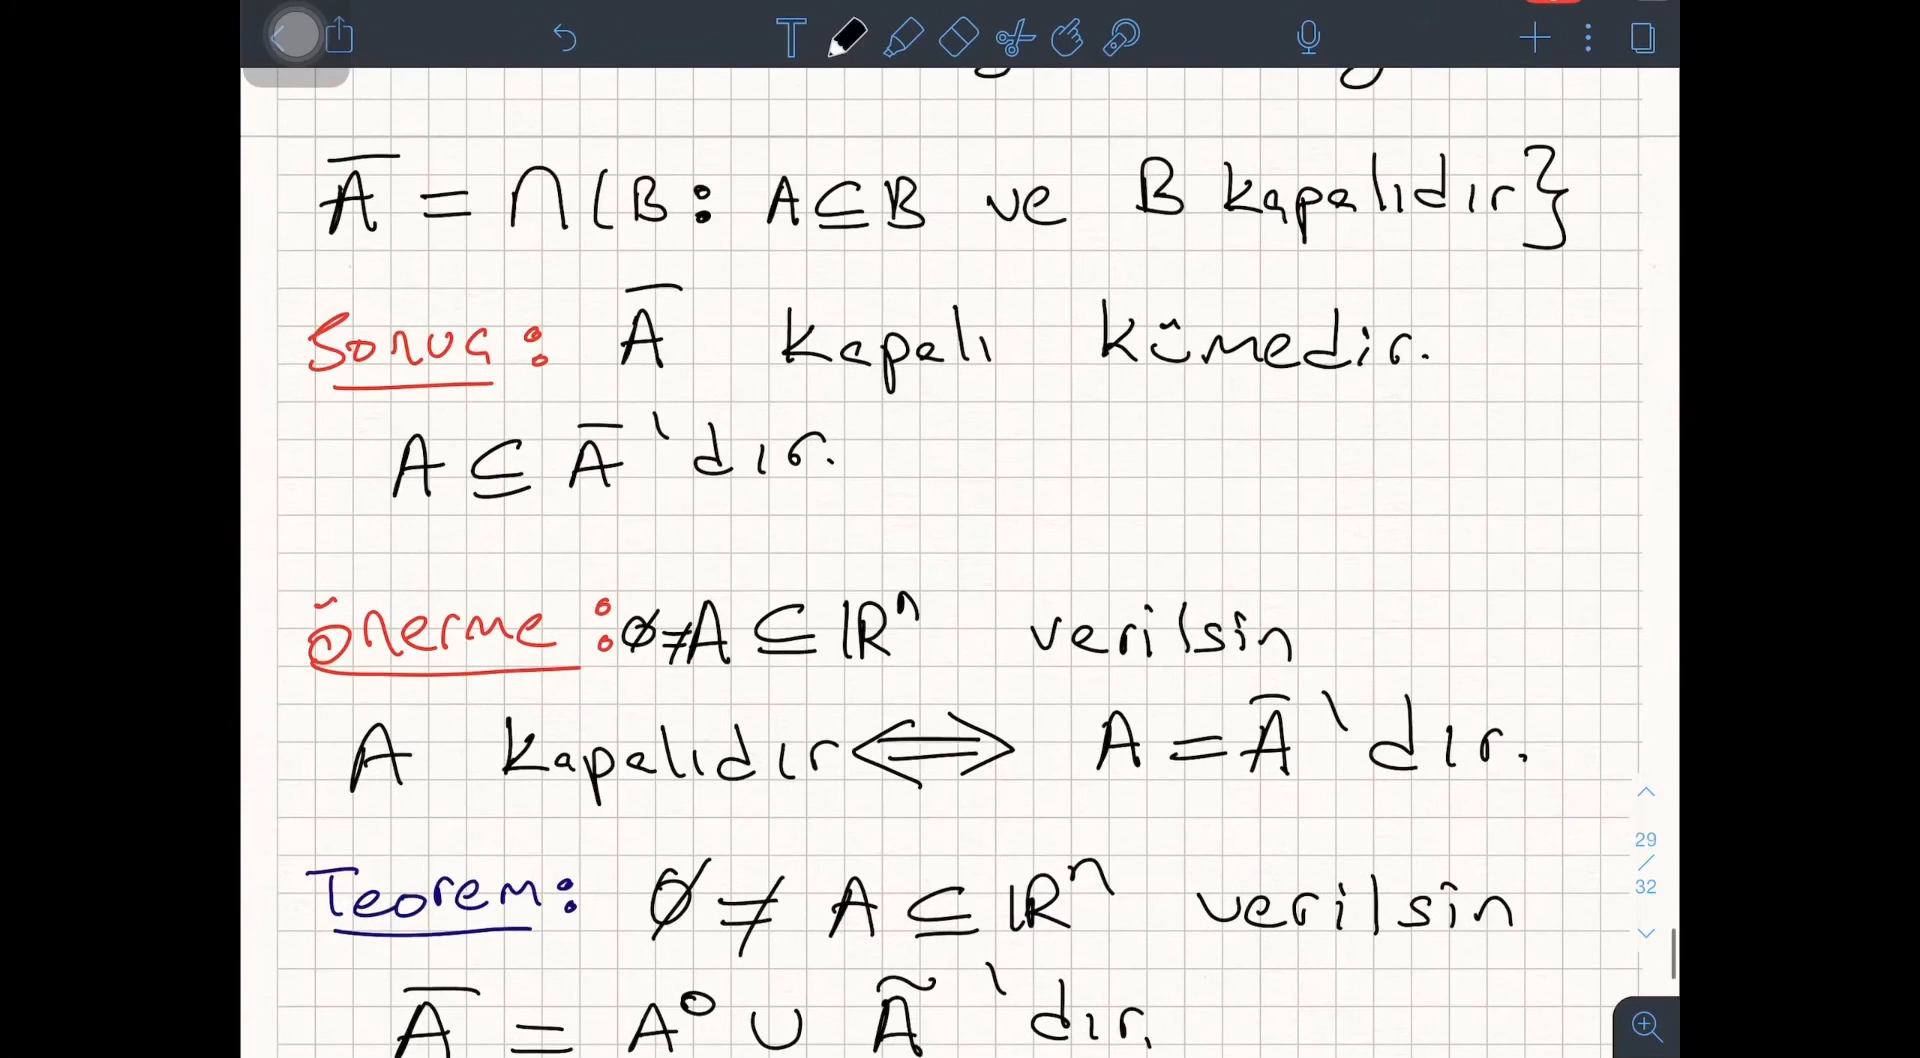 A̅ = ∩(B: A⊆B ve B kapalıdır}
Sonuç: A̅ kapalı kümedir.
A ⊆ A̅'dır.
önerme: ∅≠A ⊆ ℝⁿ verilsin
A kapalıdır ⟺ A = A̅'dır.
Teorem: ∅ ≠ A ⊆ ℝⁿ verilsin
A̅ = A° ∪ Ã'dır.
29
/
32